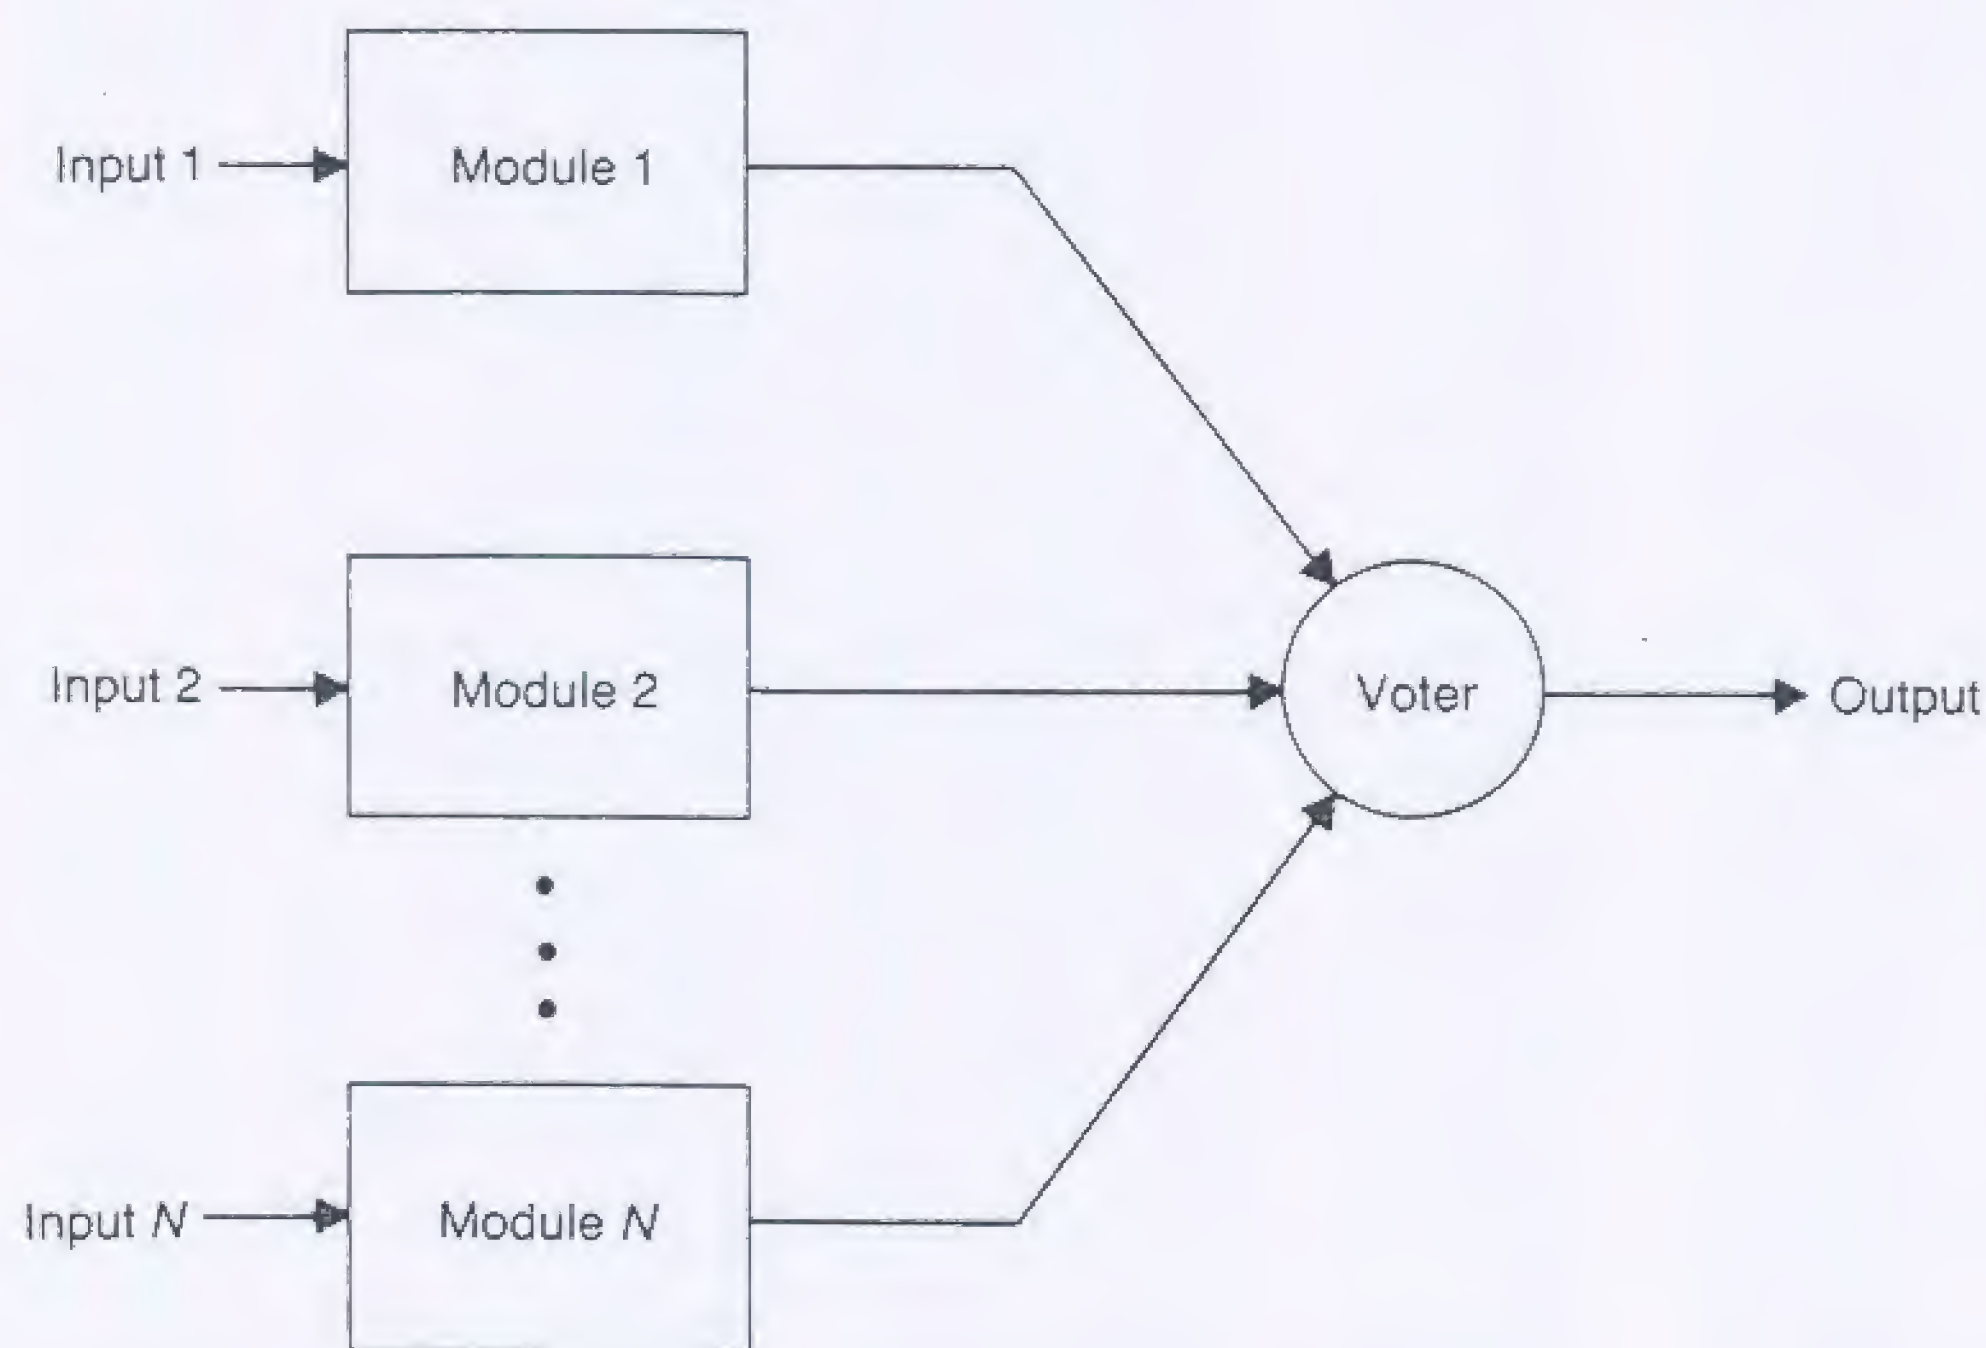 Input 1
Module 1
Input 2
Module 2
Voter
Output
Input N
Module N